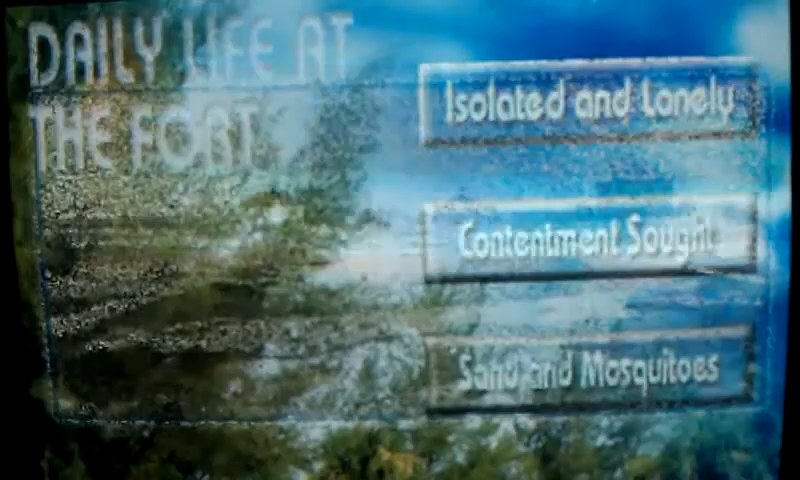 DAILY LIFE AT
THE FORT
Isolated and Lonely
Contentment Sought
Sand and Mosquitoes